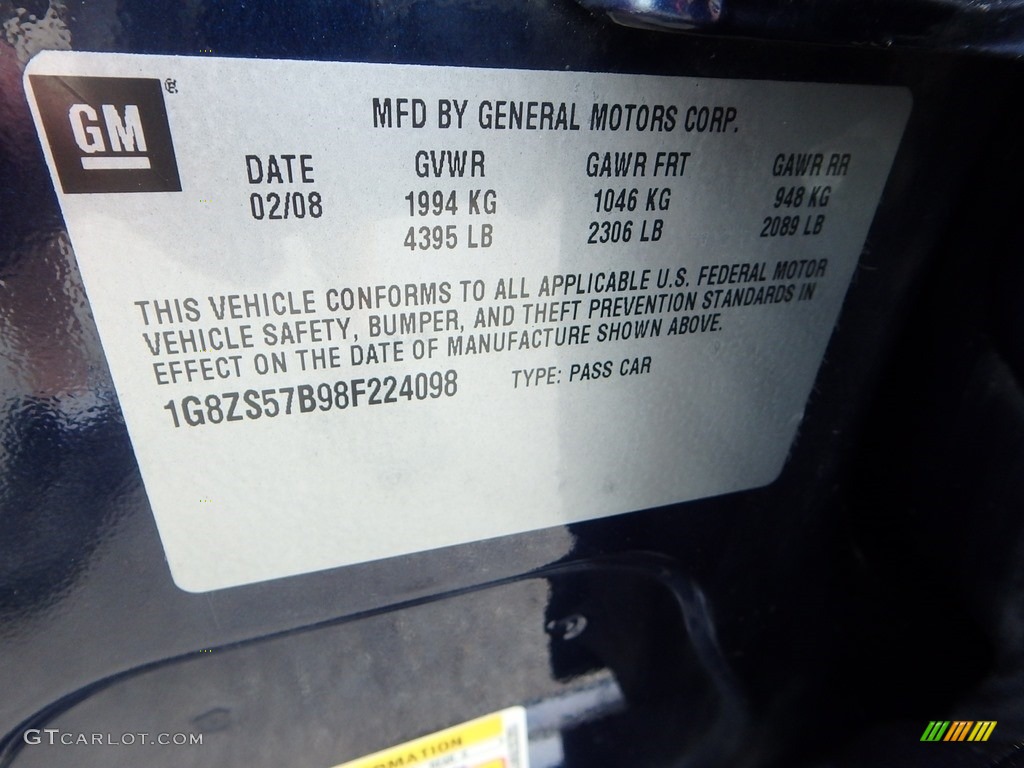 GM ®
MFD BY GENERAL MOTORS CORP.
DATE GVWR GAWR FRT GAWR RR
02/08 1994 KG 1046 KG 948 KG
4395 LB 2306 LB 2089 LB
THIS VEHICLE CONFORMS TO ALL APPLICABLE U.S. FEDERAL MOTOR
VEHICLE SAFETY, BUMPER, AND THEFT PREVENTION STANDARDS IN
EFFECT ON THE DATE OF MANUFACTURE SHOWN ABOVE.
1G8ZS57B98F224098 TYPE: PASS CAR
GTCARLOT.COM